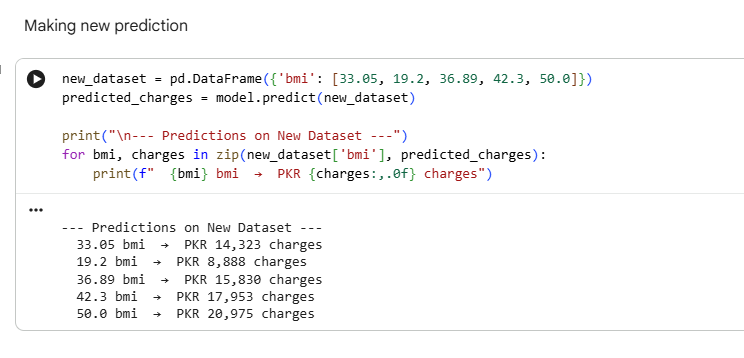 Making new prediction
new_dataset = pd.DataFrame({'bmi': [33.05, 19.2, 36.89, 42.3, 50.0]})
predicted_charges = model.predict(new_dataset)
print("\n--- Predictions on New Dataset ---")
for bmi, charges in zip(new_dataset['bmi'], predicted_charges):
    print(f"  {bmi} bmi  →  PKR {charges:,.0f} charges")
--- Predictions on New Dataset ---
  33.05 bmi  →  PKR 14,323 charges
  19.2 bmi  →  PKR 8,888 charges
  36.89 bmi  →  PKR 15,830 charges
  42.3 bmi  →  PKR 17,953 charges
  50.0 bmi  →  PKR 20,975 charges